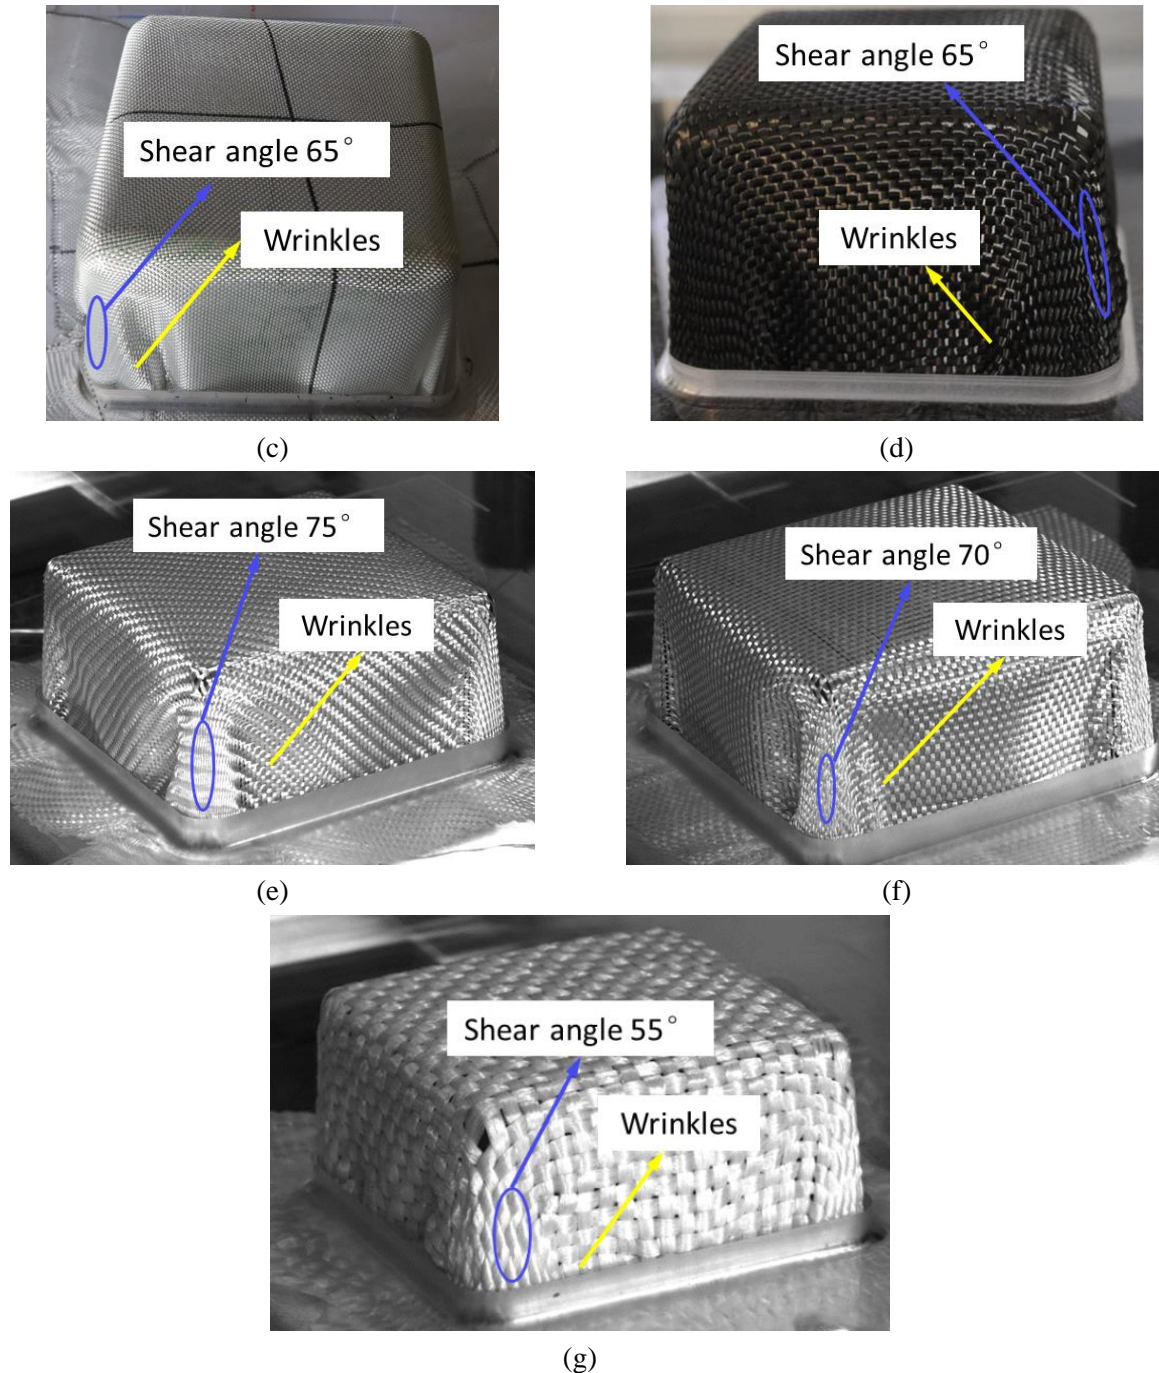 Shear angle 65°
Wrinkles
(c)
Shear angle 65°
Wrinkles
(d)
Shear angle 75°
Wrinkles
(e)
Shear angle 70°
Wrinkles
(f)
Shear angle 55°
Wrinkles
(g)